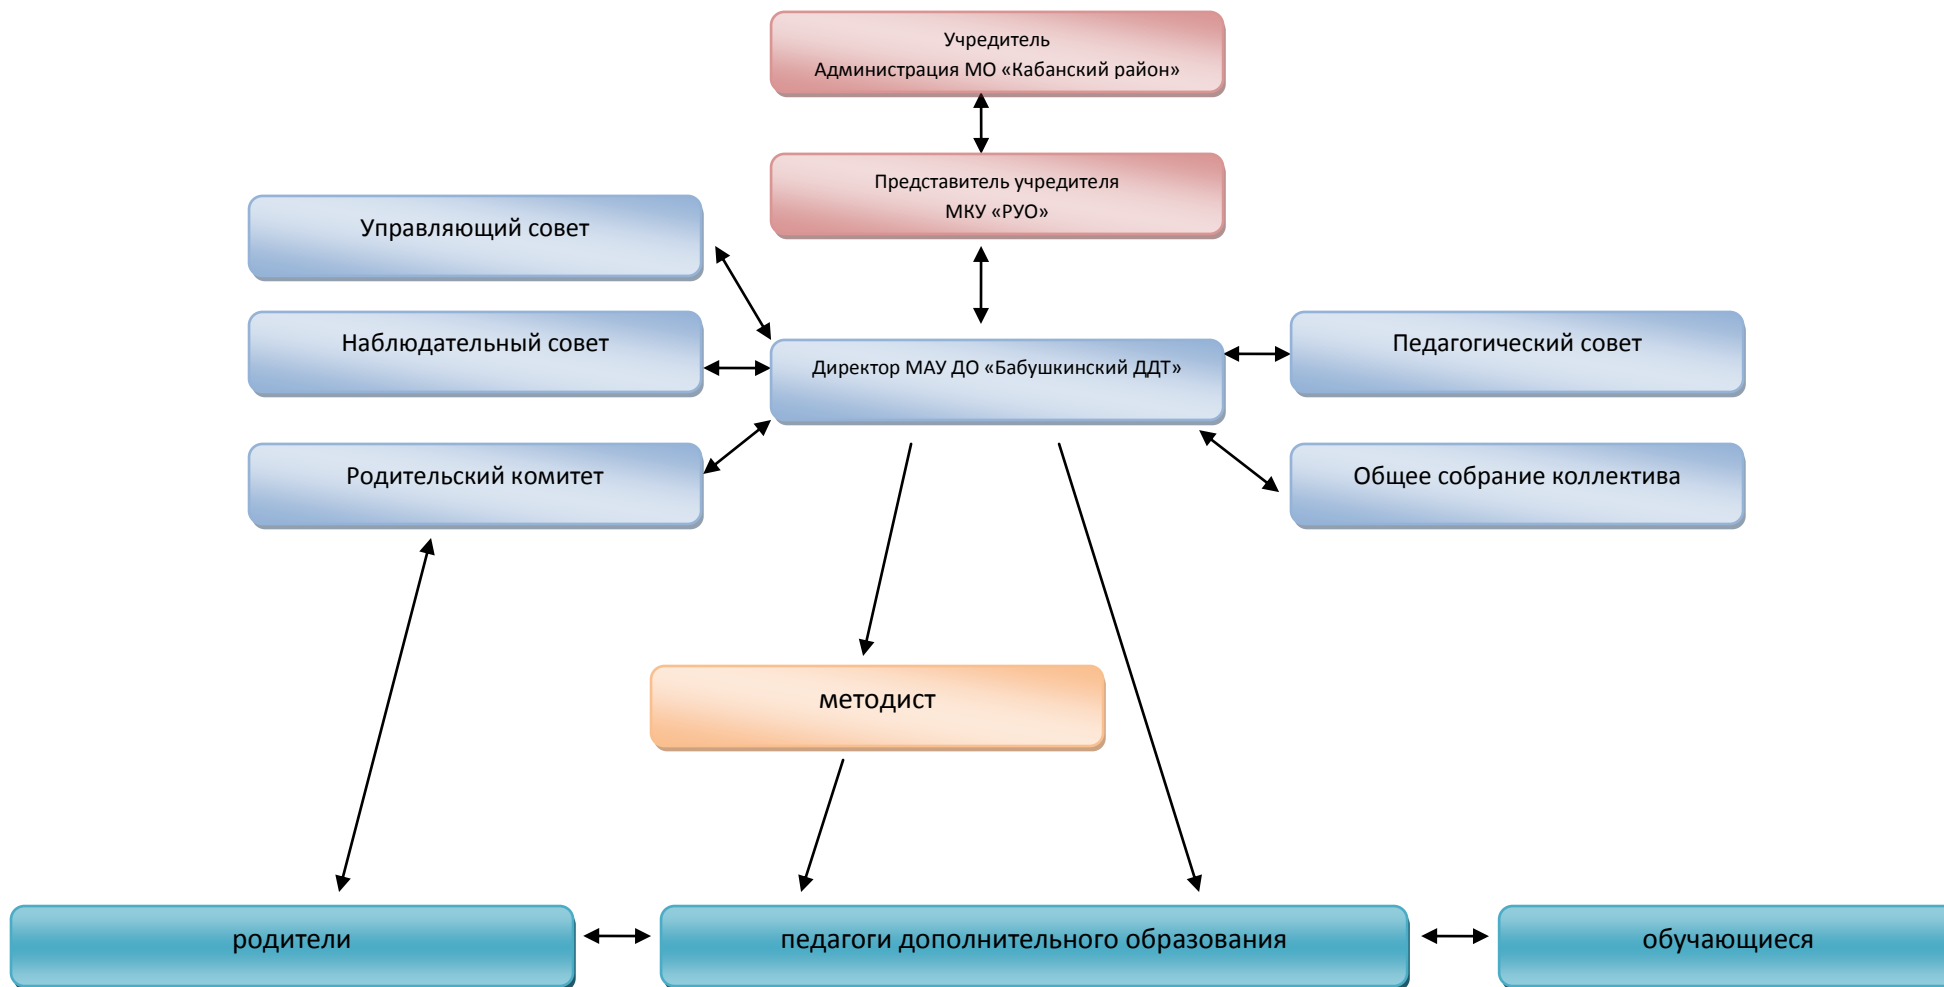 Учредитель
Администрация МО «Кабанский район»
Представитель учредителя
МКУ «РУО»
Управляющий совет
Наблюдательный совет
Директор МАУ ДО «Бабушкинский ДДТ»
Педагогический совет
Родительский комитет
Общее собрание коллектива
методист
родители
педагоги дополнительного образования
обучающиеся